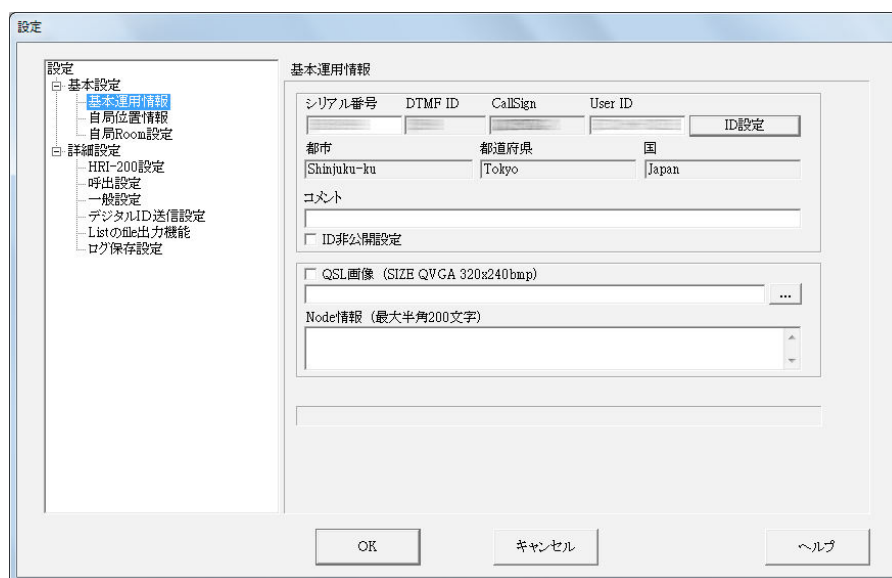 設定
設定
基本設定
基本運用情報
自局位置情報
自局Room設定
詳細設定
HRI-200設定
呼出設定
一般設定
デジタルID送信設定
Listのfile出力機能
ログ保存設定
基本運用情報
シリアル番号 DTMF ID CallSign User ID
ID設定
都市 都道府県 国
Shinjuku-ku Tokyo Japan
コメント
ID非公開設定
QSL画像 (SIZE QVGA 320x240bmp)
...
Node情報 (最大半角200文字)
OK キャンセル ヘルプ